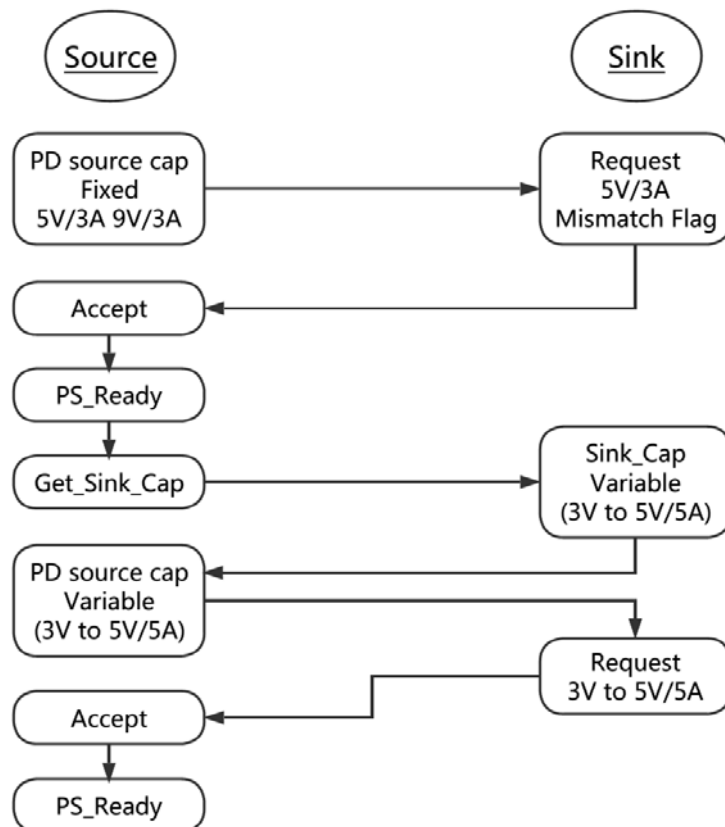 Source
Sink
PD source cap
Fixed
5V/3A 9V/3A
Request
5V/3A
Mismatch Flag
Accept
PS_Ready
Get_Sink_Cap
Sink_Cap
Variable
(3V to 5V/5A)
PD source cap
Variable
(3V to 5V/5A)
Request
3V to 5V/5A
Accept
PS_Ready